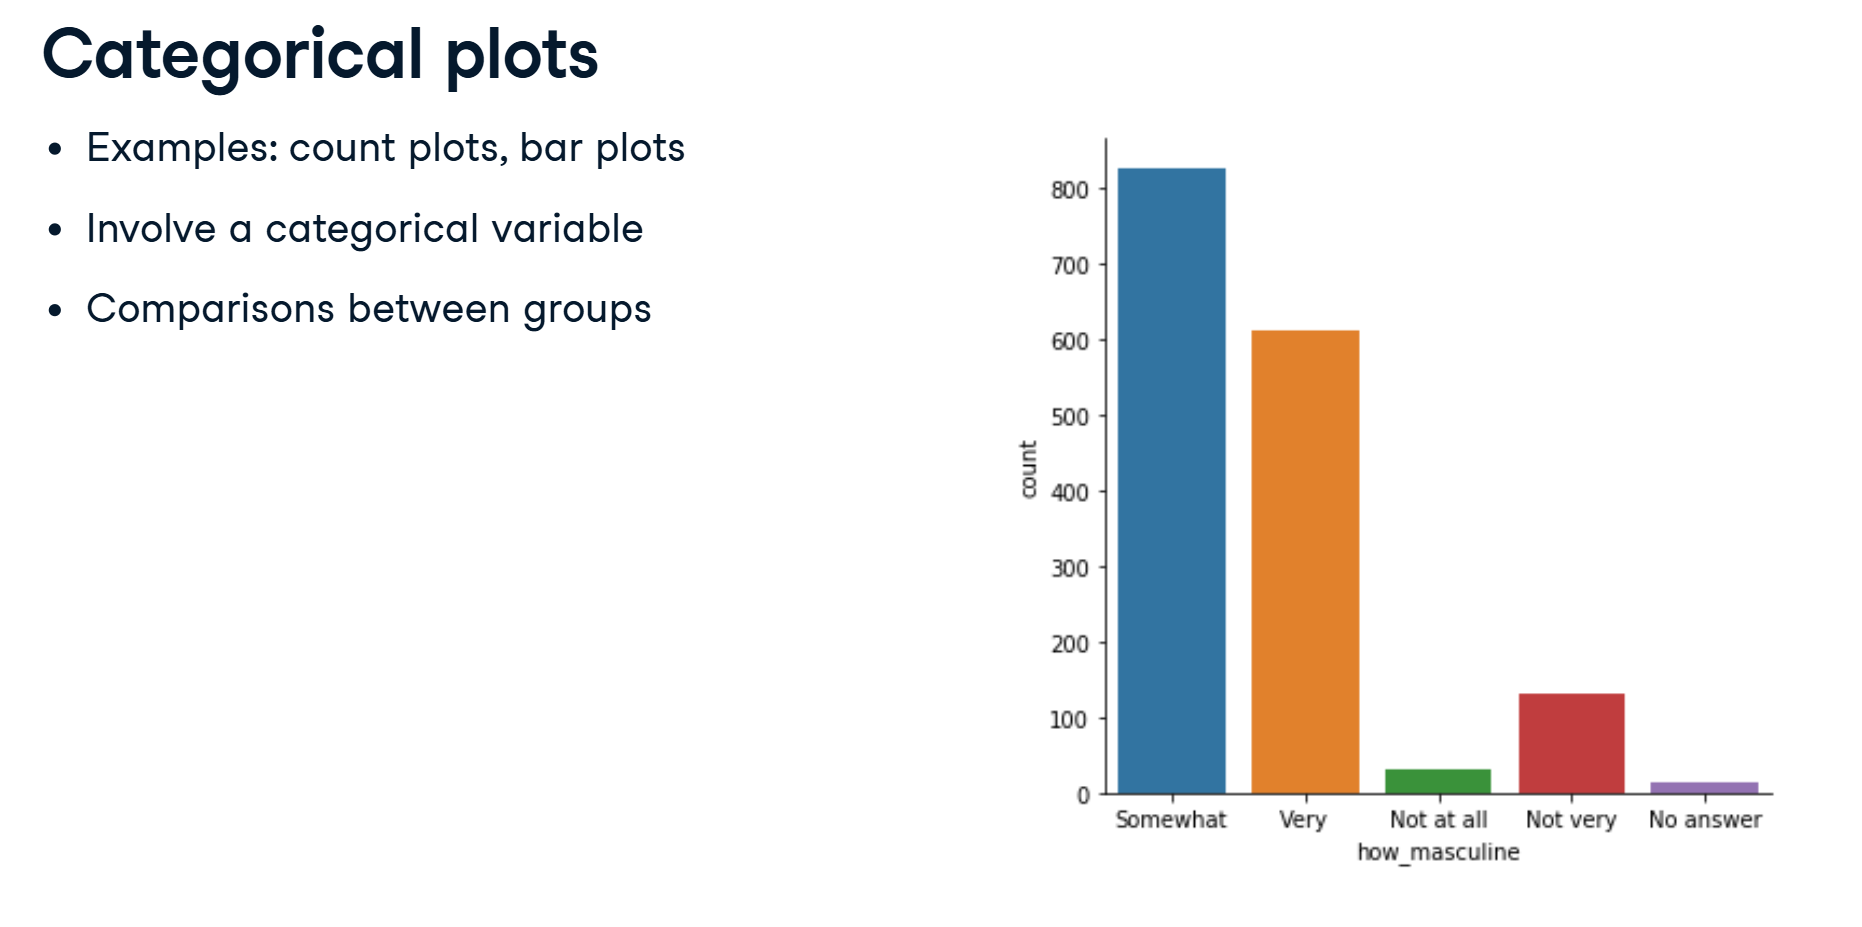 Categorical plots
• Examples: count plots, bar plots
• Involve a categorical variable
• Comparisons between groups
800
700
600
500
400
300
200
100
0
count
Somewhat Very Not at all Not very No answer
how_masculine